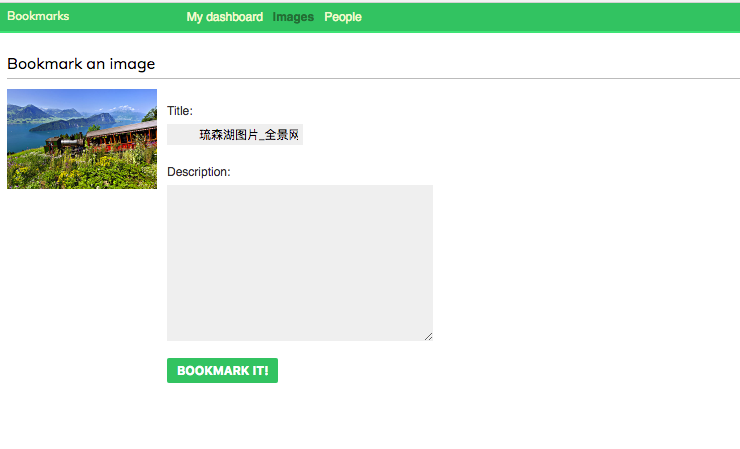 Bookmarks My dashboard Images People
Bookmark an image
Title:
琉森湖图片_全景网
Description:
BOOKMARK IT!